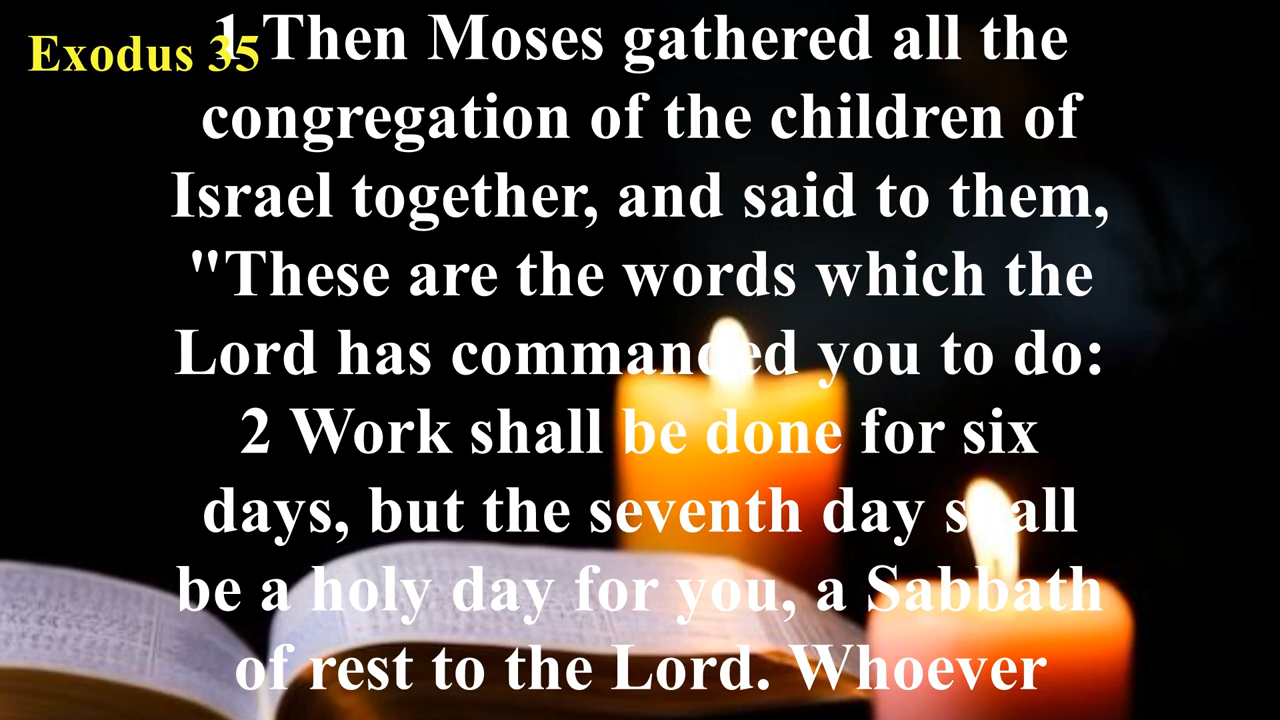 Exodus 35
1 Then Moses gathered all the
congregation of the children of
Israel together, and said to them,
"These are the words which the
Lord has commanded you to do:
2 Work shall be done for six
days, but the seventh day shall
be a holy day for you, a Sabbath
of rest to the Lord. Whoever